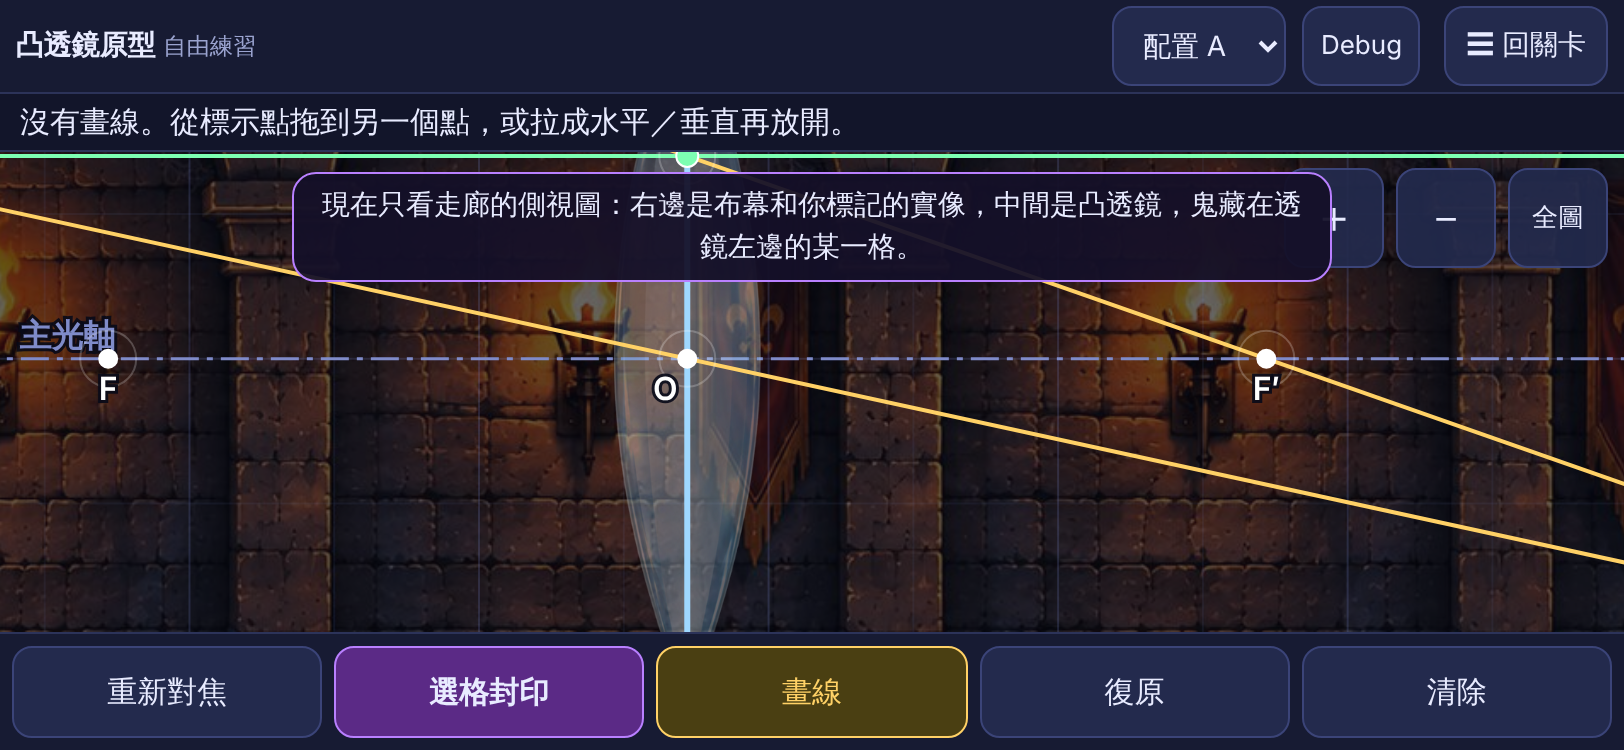 凸透鏡原型 自由練習
配置 A
Debug
☰ 回關卡
沒有畫線。從標示點拖到另一個點，或拉成水平／垂直再放開。
現在只看走廊的側視圖：右邊是布幕和你標記的實像，中間是凸透鏡，鬼藏在透
鏡左邊的某一格。
+
−
全圖
主光軸
F
O
F′
重新對焦
選格封印
畫線
復原
清除